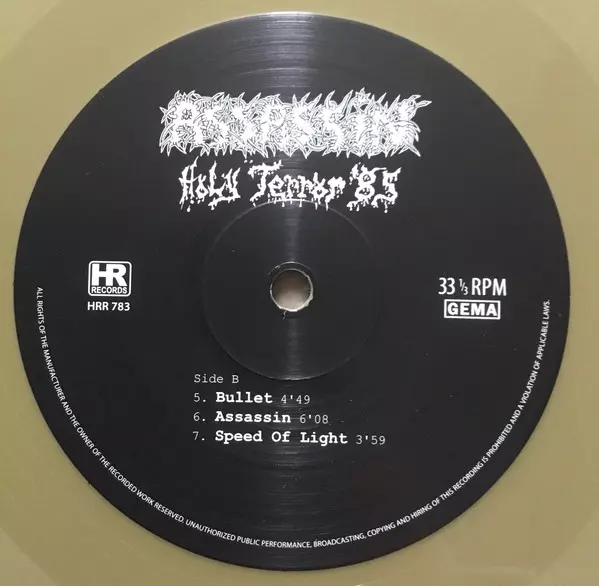 ASSASSIN
Holy Terror '85
HR
RECORDS
HRR 783
33 ⅓ RPM
GEMA
Side B
5. Bullet 4'49
6. Assassin 6'08
7. Speed Of Light 3'59
ALL RIGHTS OF THE MANUFACTURER AND THE OWNER OF THE RECORDED WORK RESERVED. UNAUTHORIZED PUBLIC PERFORMANCE, BROADCASTING, COPYING AND HIRING OF THIS RECORDING IS PROHIBITED AND A VIOLATION OF APPLICABLE LAWS.